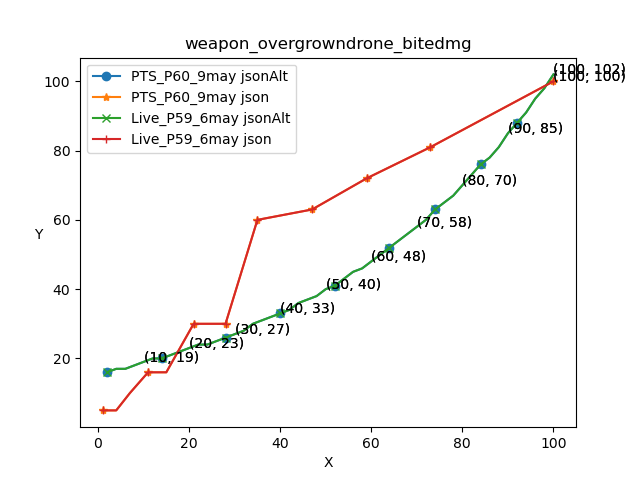 weapon_overgrowndrone_bitedmg
PTS_P60_9may jsonAlt
PTS_P60_9may json
Live_P59_6may jsonAlt
Live_P59_6may json
(100, 102)
(100, 100)
(90, 85)
(80, 70)
(70, 58)
(60, 48)
(50, 40)
(40, 33)
(30, 27)
(20, 23)
(10, 19)
Y
100
80
60
40
20
0 20 40 60 80 100
X